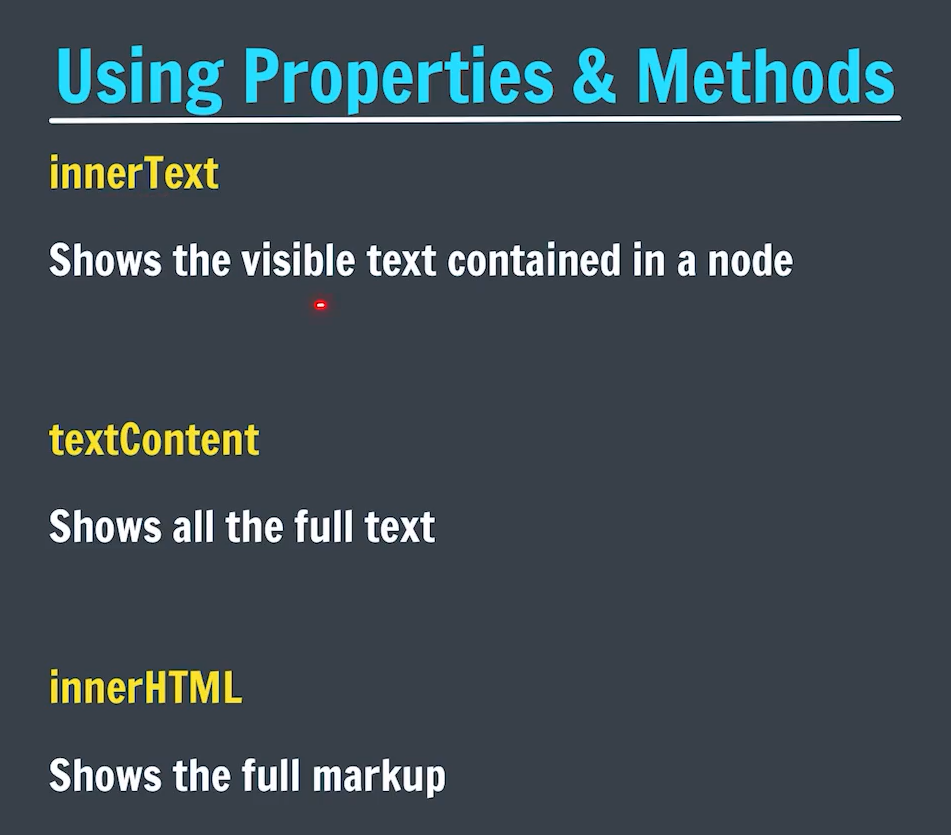 Using Properties & Methods
innerText
Shows the visible text contained in a node
textContent
Shows all the full text
innerHTML
Shows the full markup